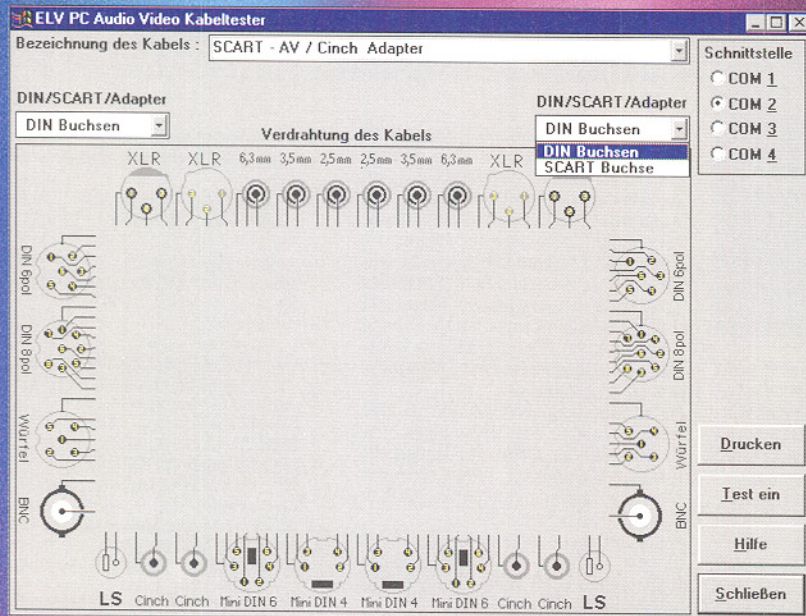 ELV PC Audio Video Kabeltester
Bezeichnung des Kabels : SCART - AV / Cinch Adapter
Schnittstelle
COM 1
COM 2
COM 3
COM 4
DIN/SCART/Adapter
DIN Buchsen
DIN/SCART/Adapter
DIN Buchsen
DIN Buchsen
SCART Buchse
Verdrahtung des Kabels
XLR XLR 6,3mm 3,5mm 2,5mm 2,5mm 3,5mm 6,3mm XLR
DIN 6pol
DIN 8pol
Würfel
BNC
DIN 6pol
DIN 8pol
Würfel
BNC
LS Cinch Cinch Mini DIN 6 Mini DIN 4 Mini DIN 4 Mini DIN 6 Cinch Cinch LS
Drucken
Test ein
Hilfe
Schließen